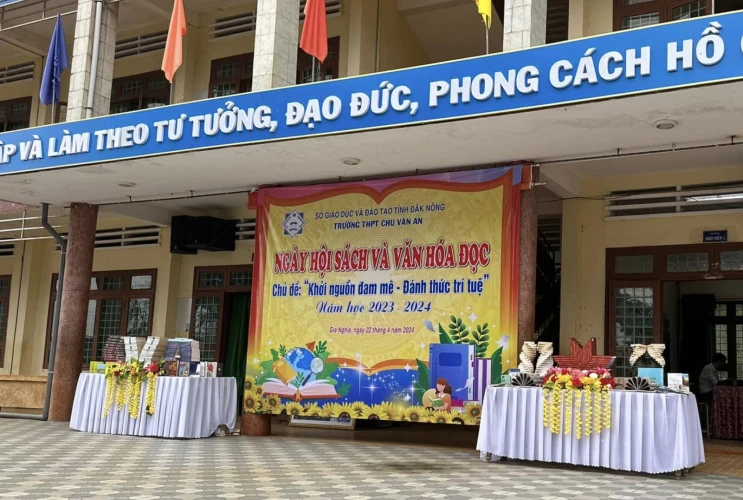 ẬP VÀ LÀM THEO TƯ TƯỞNG, ĐẠO ĐỨC, PHONG CÁCH HỒ
SỞ GIÁO DỤC VÀ ĐÀO TẠO TỈNH ĐẮK NÔNG
TRƯỜNG THPT CHU VĂN AN
NGÀY HỘI SÁCH VÀ VĂN HÓA ĐỌC
Chủ đề: "Khơi nguồn đam mê - Đánh thức trí tuệ"
Năm học 2023 - 2024
Gia Nghĩa, ngày 22 tháng 4 năm 2024